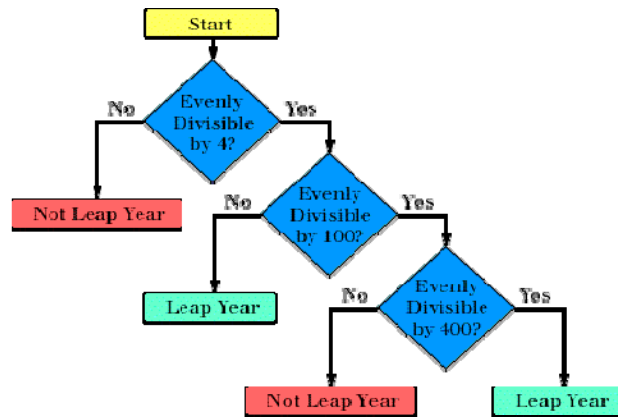 Start
No
Evenly
Divisible
by 4?
Yes
Not Leap Year
No
Evenly
Divisible
by 100?
Yes
Leap Year
No
Evenly
Divisible
by 400?
Yes
Not Leap Year
Leap Year